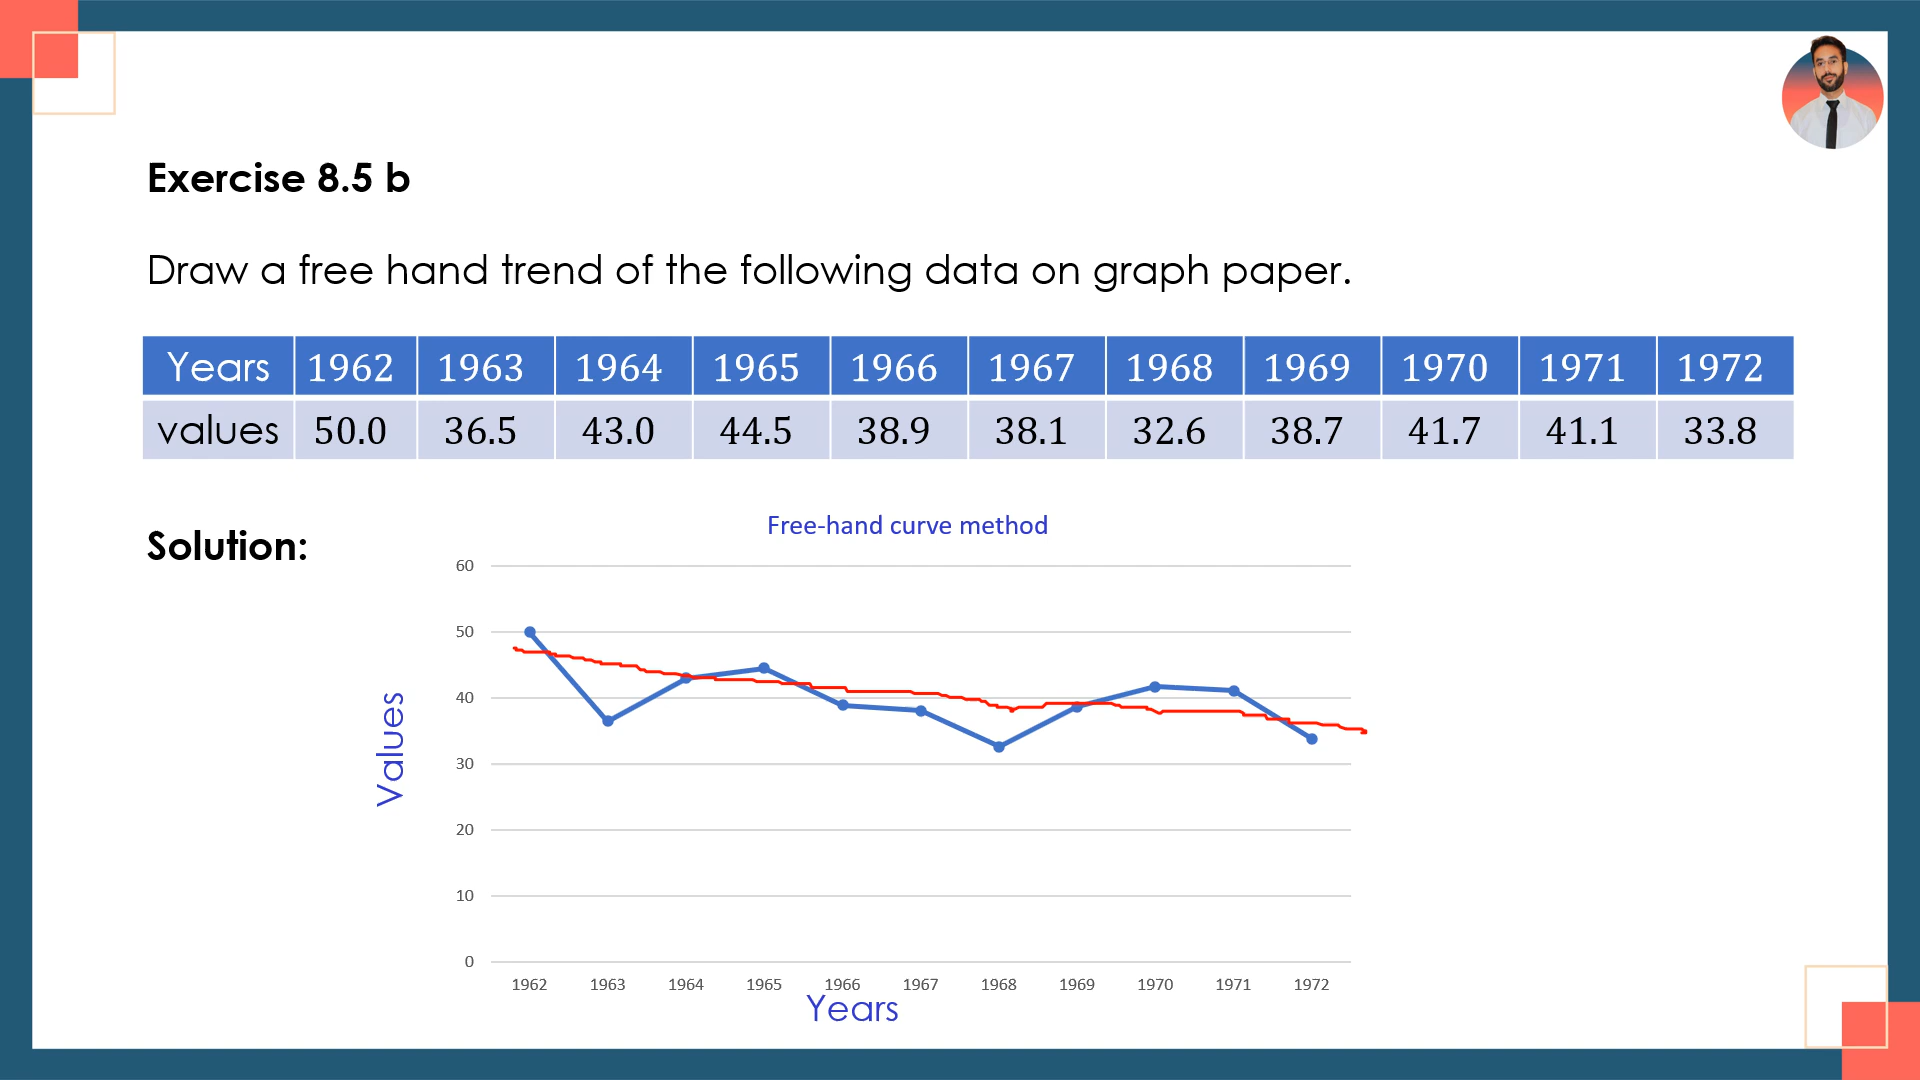 Exercise 8.5 b
Draw a free hand trend of the following data on graph paper.
Years 1962 1963 1964 1965 1966 1967 1968 1969 1970 1971 1972
values 50.0 36.5 43.0 44.5 38.9 38.1 32.6 38.7 41.7 41.1 33.8
Solution:
Free-hand curve method
60
50
40
30
20
10
0
Values
1962 1963 1964 1965 1966 1967 1968 1969 1970 1971 1972
Years